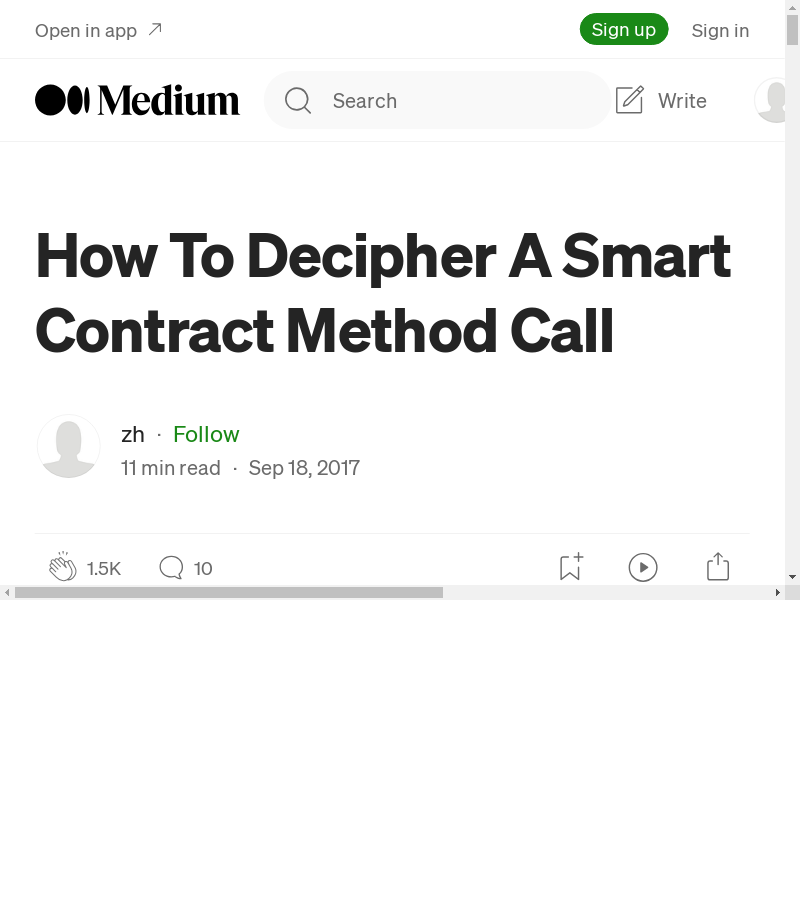 Open in app
Sign up
Sign in
Medium
Search
Write
How To Decipher A Smart
Contract Method Call
zh · Follow
11 min read · Sep 18, 2017
1.5K
10